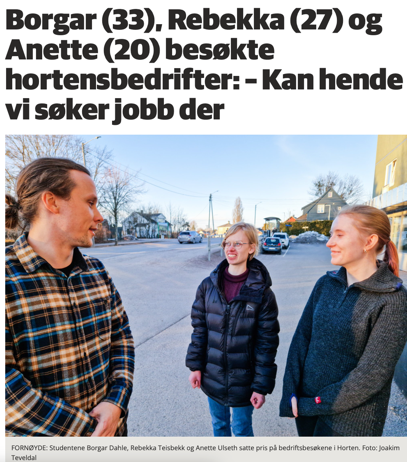 Borgar (33), Rebekka (27) og
Anette (20) besøkte
hortensbedrifter: – Kan hende
vi søker jobb der
FORNØYDE: Studentene Borgar Dahle, Rebekka Teisbekk og Anette Ulseth satte pris på bedriftsbesøkene i Horten. Foto: Joakim
Teveldal